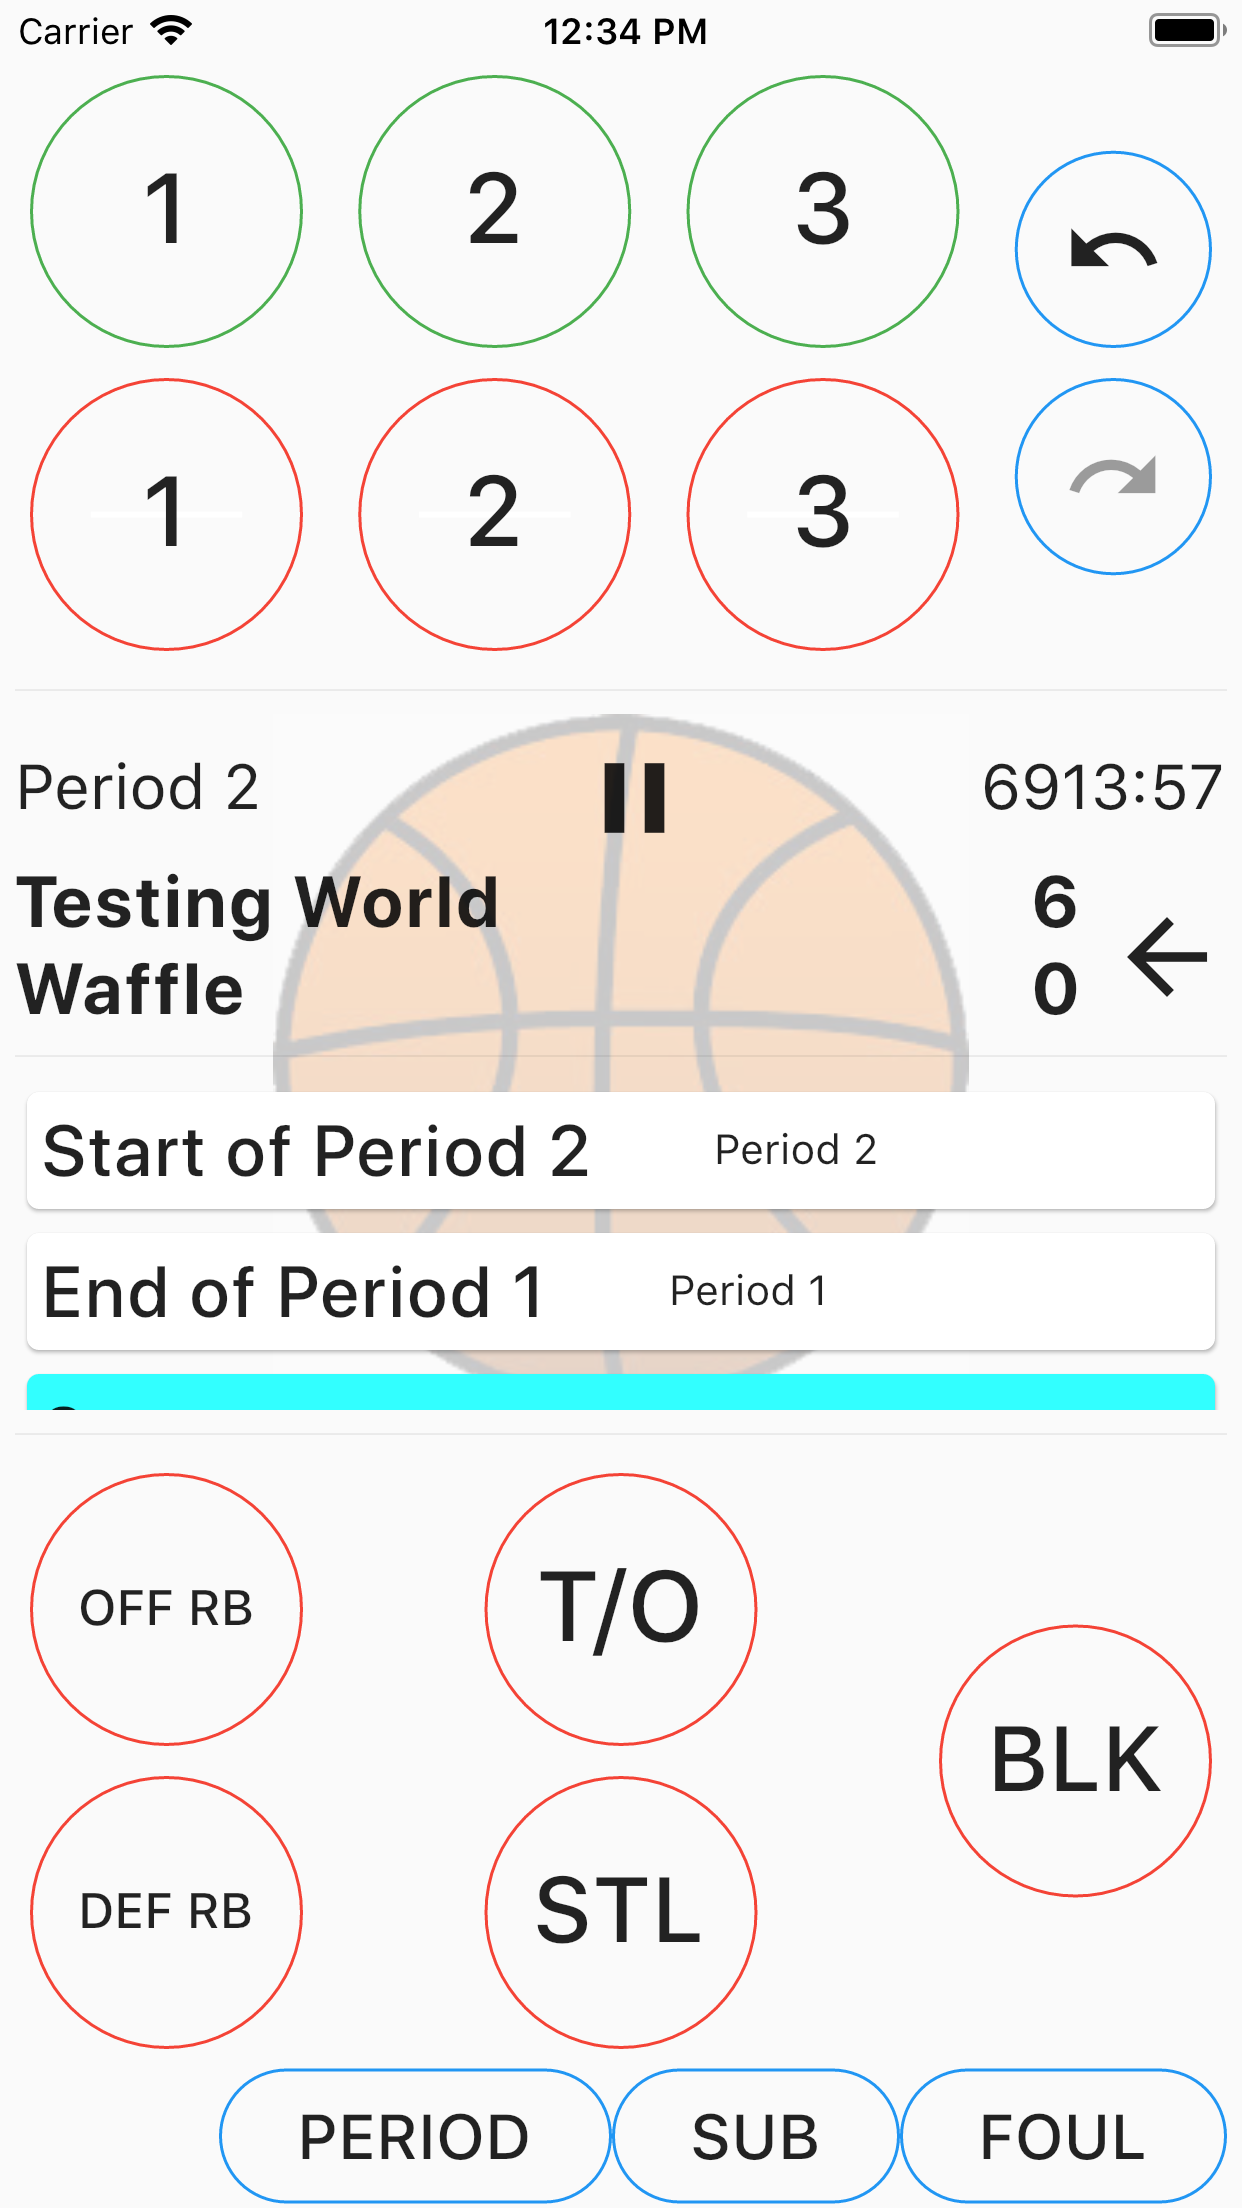 Carrier 12:34 PM
1 2 3
1 2 3
Period 2 6913:57
Testing World 6
Waffle 0
Start of Period 2 Period 2
End of Period 1 Period 1
OFF RB T/O
BLK
DEF RB STL
PERIOD SUB FOUL